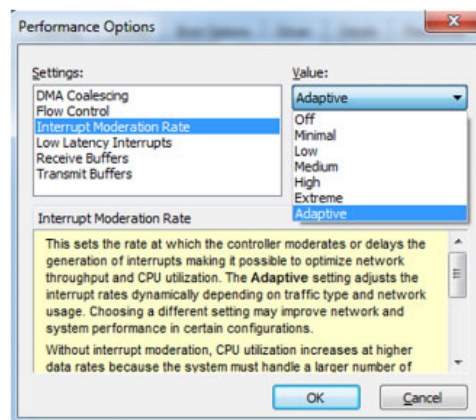 Performance Options
Settings:
Value:
DMA Coalescing
Flow Control
Interrupt Moderation Rate
Low Latency Interrupts
Receive Buffers
Transmit Buffers
Adaptive
Off
Minimal
Low
Medium
High
Extreme
Adaptive
Interrupt Moderation Rate
This sets the rate at which the controller moderates or delays the
generation of interrupts making it possible to optimize network
throughput and CPU utilization. The Adaptive setting adjusts the
interrupt rates dynamically depending on traffic type and network
usage. Choosing a different setting may improve network and
system performance in certain configurations.
Without interrupt moderation, CPU utilization increases at higher
data rates because the system must handle a larger number of
OK
Cancel